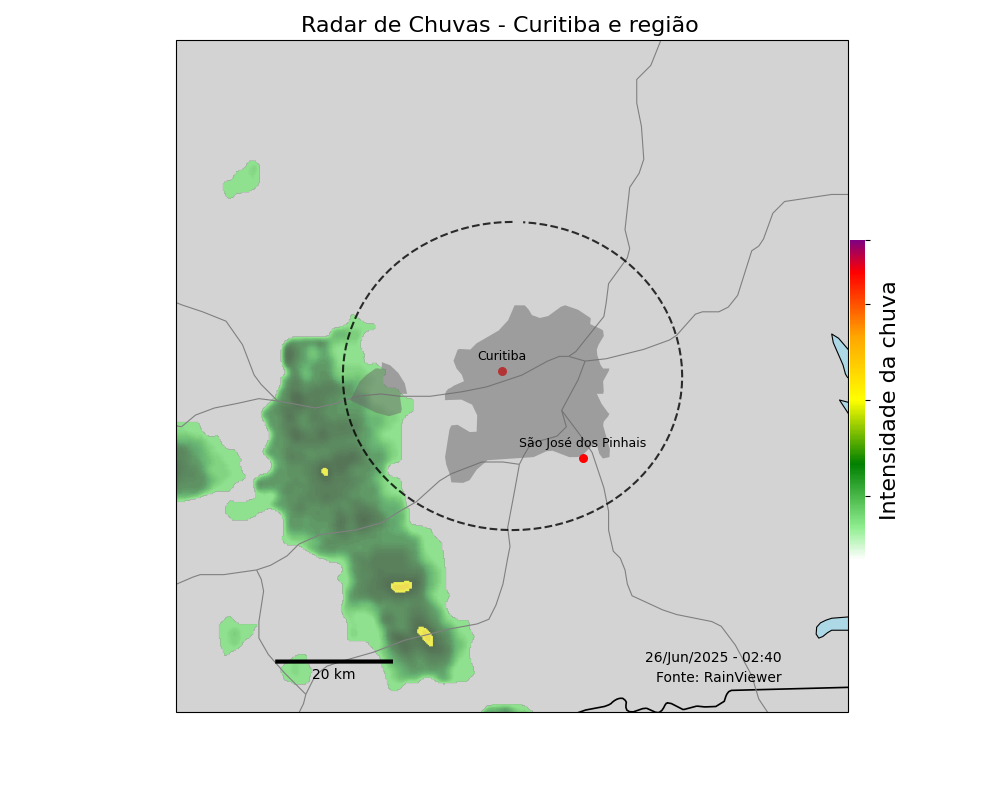 Radar de Chuvas - Curitiba e região
Curitiba
São José dos Pinhais
Intensidade da chuva
26/Jun/2025 - 02:40
20 km
Fonte: RainViewer